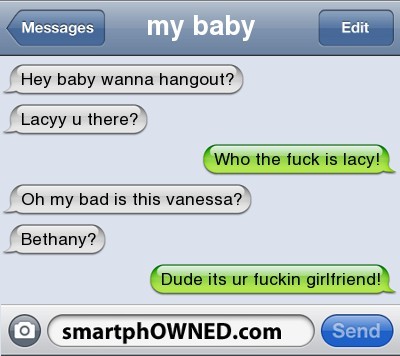 Messages
my baby
Edit
Hey baby wanna hangout?
Lacyy u there?
Who the fuck is lacy!
Oh my bad is this vanessa?
Bethany?
Dude its ur fuckin girlfriend!
smartphOWNED.com
Send